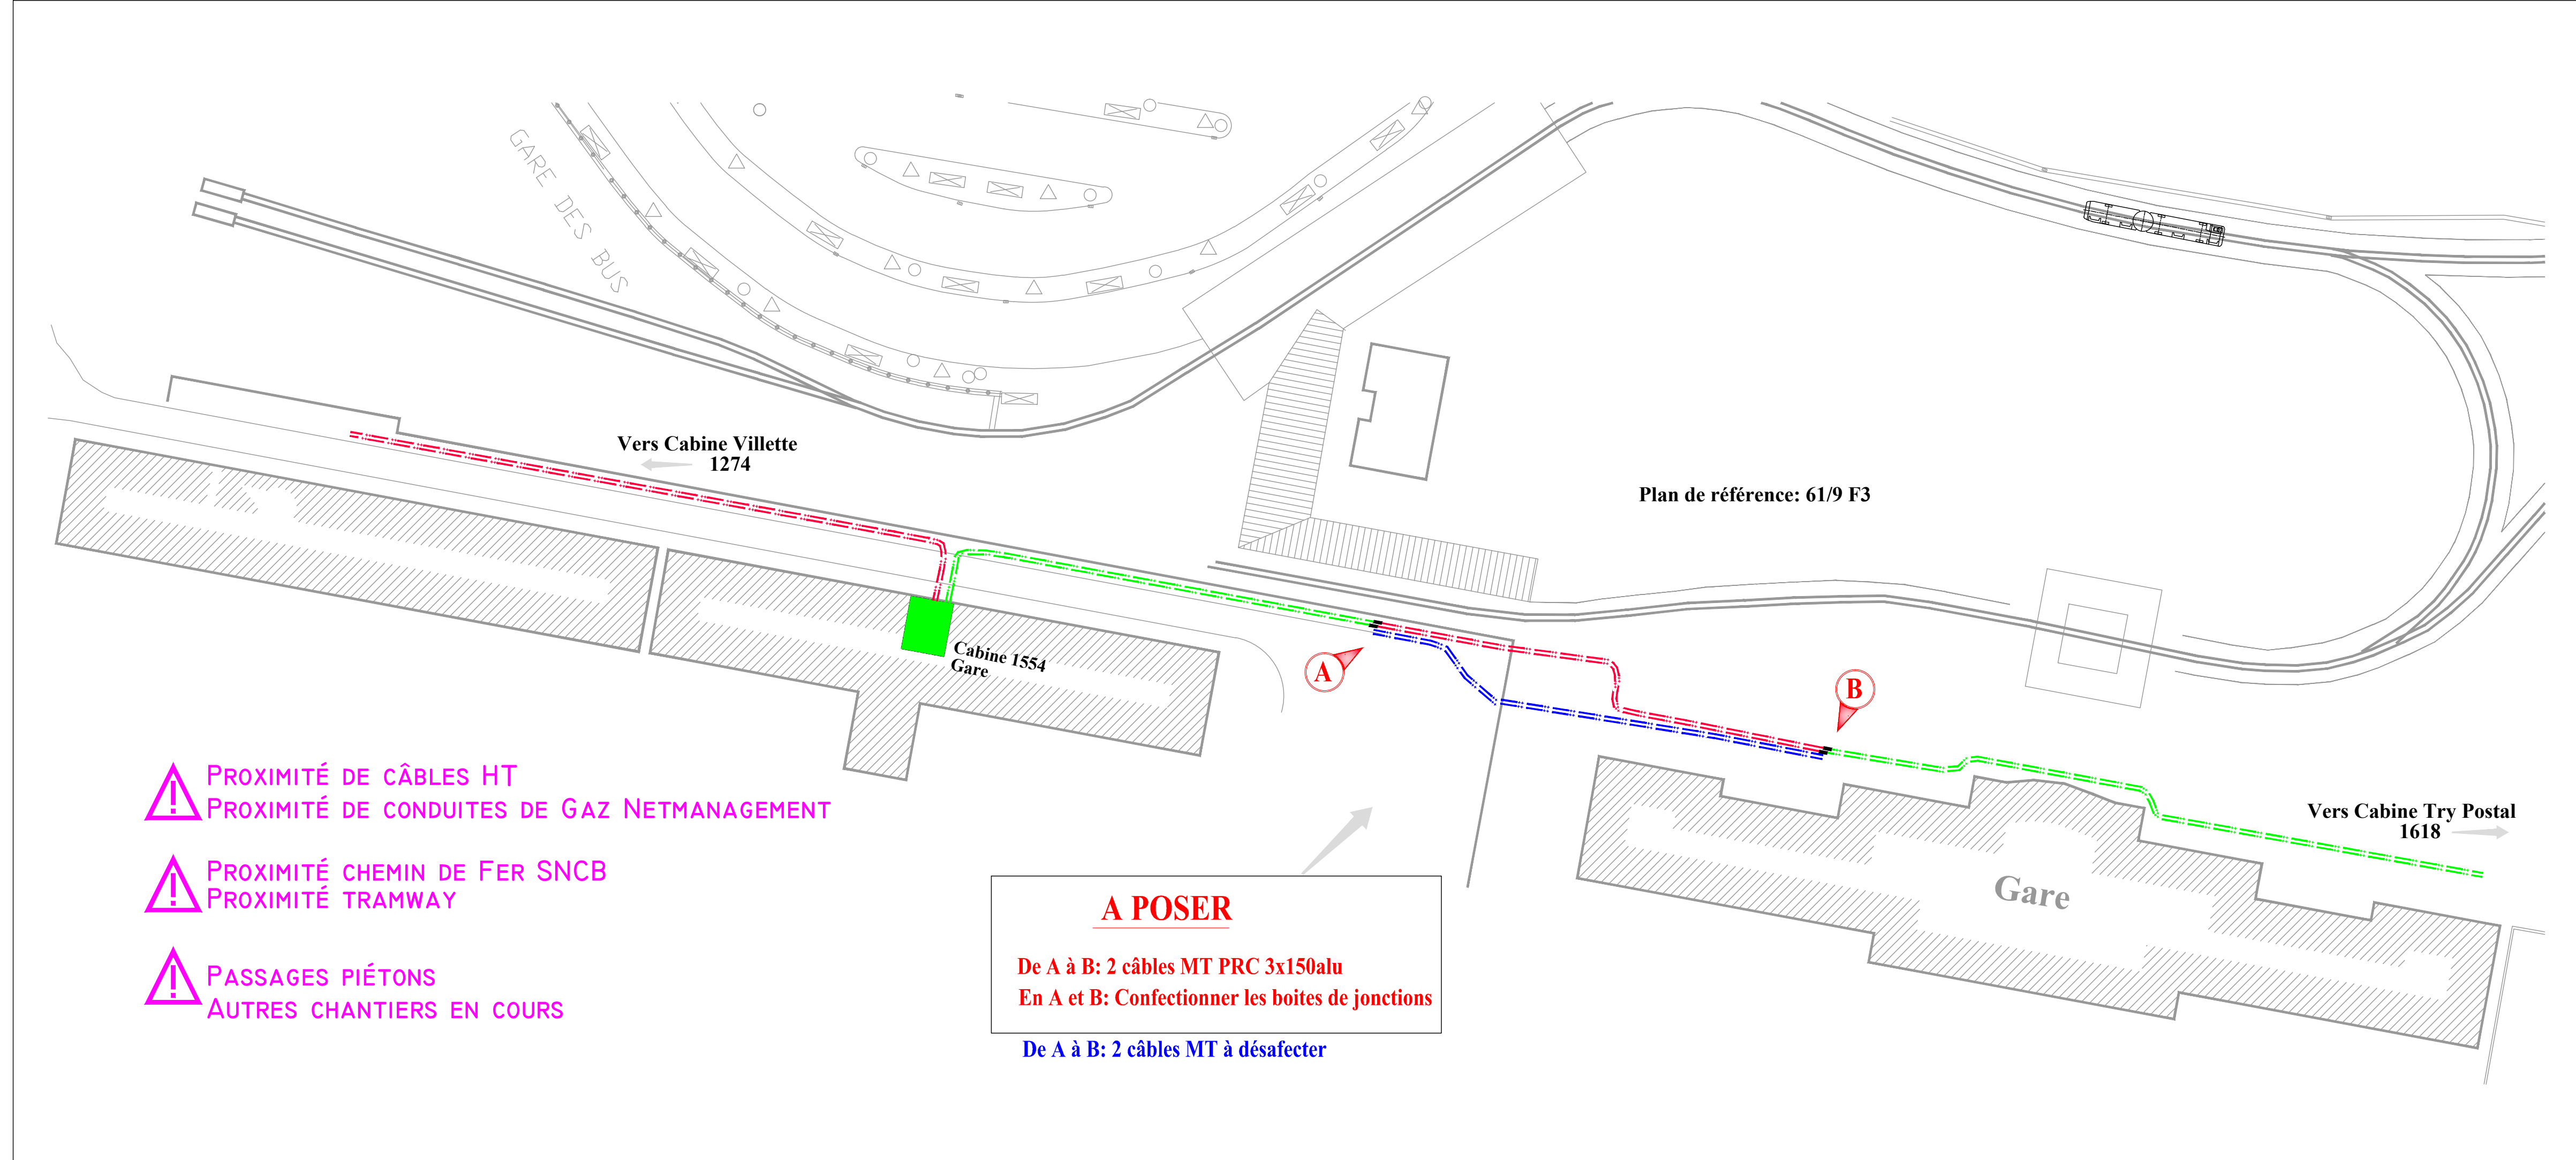 GARE DES BUS
Vers Cabine Villette
1274
Plan de référence: 61/9 F3
Cabine 1554
Gare
A
B
PROXIMITÉ DE CÂBLES HT
PROXIMITÉ DE CONDUITES DE GAZ NETMANAGEMENT
PROXIMITÉ CHEMIN DE FER SNCB
PROXIMITÉ TRAMWAY
PASSAGES PIÉTONS
AUTRES CHANTIERS EN COURS
Vers Cabine Try Postal
1618
Gare
A POSER
De A à B: 2 câbles MT PRC 3x150alu
En A et B: Confectionner les boites de jonctions
De A à B: 2 câbles MT à désafecter